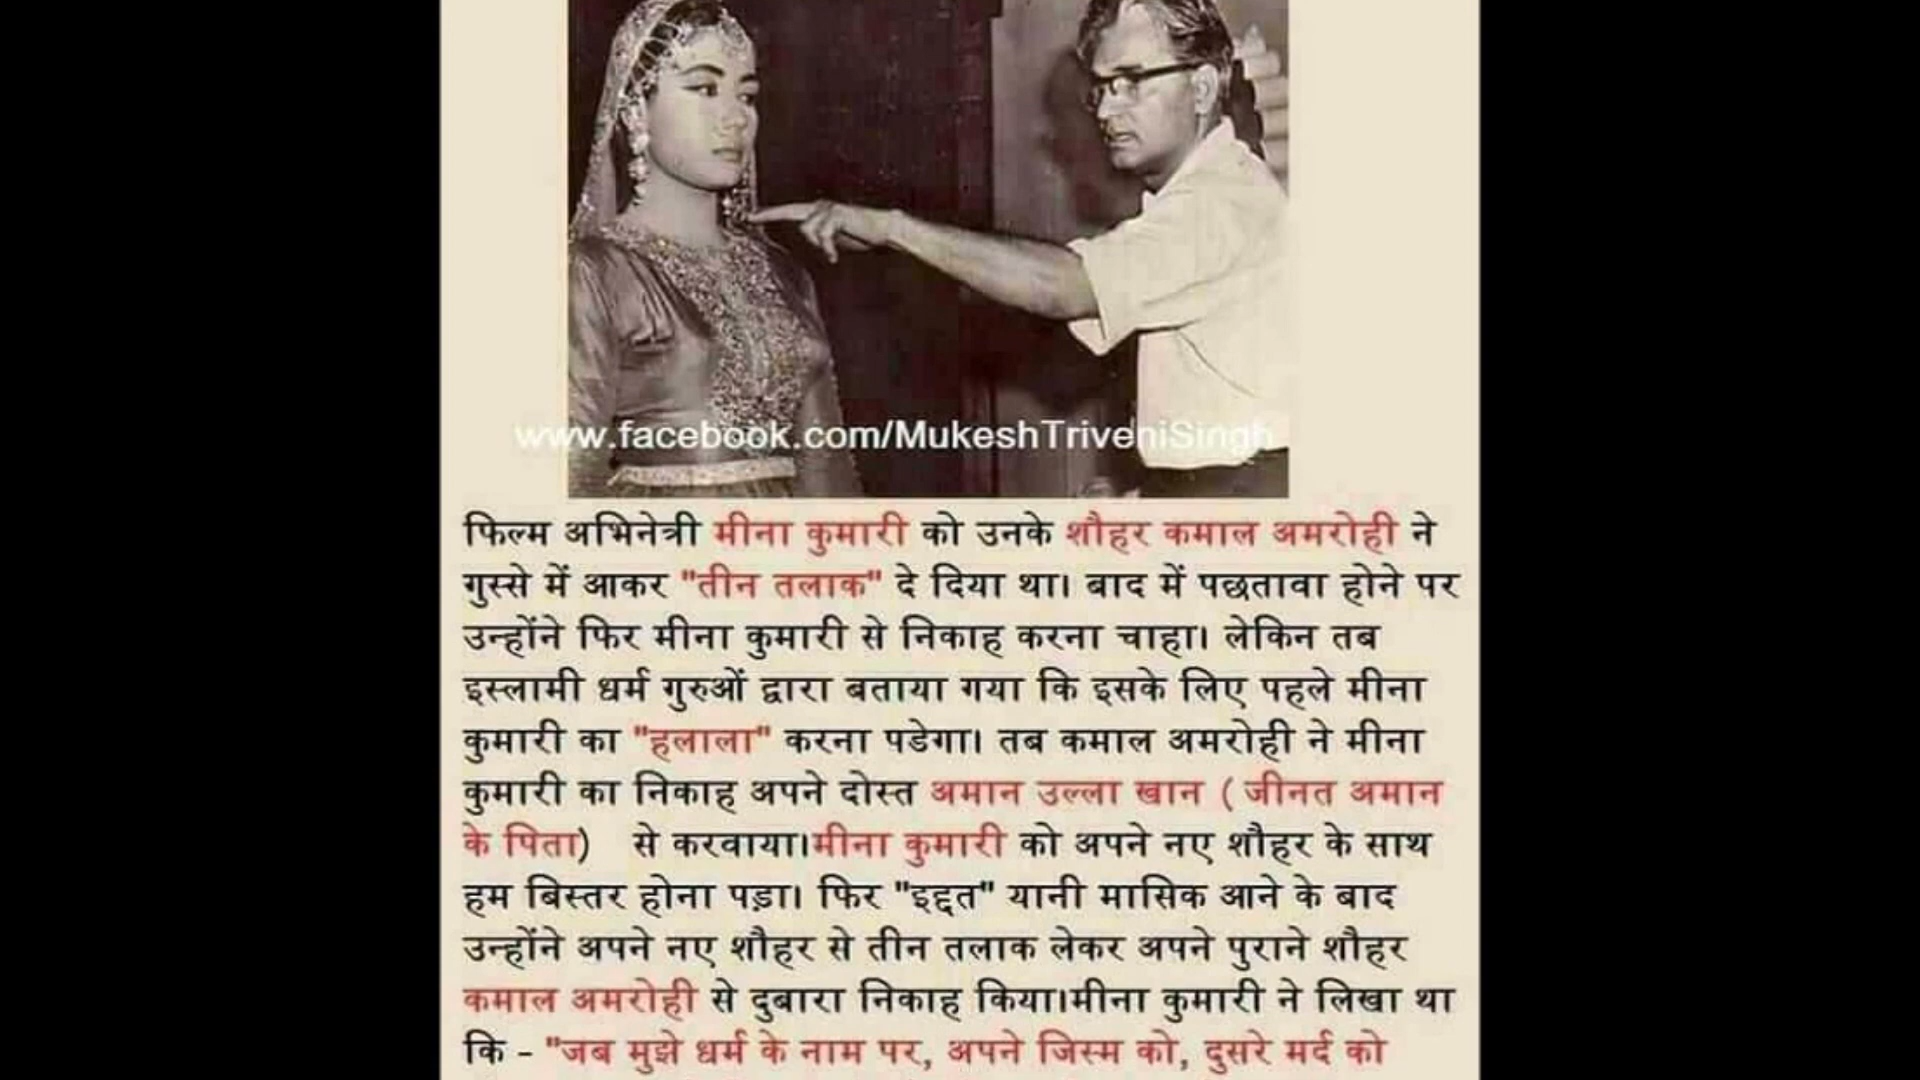 www.facebook.com/MukeshTriveniSingh
फिल्म अभिनेत्री मीना कुमारी को उनके शौहर कमाल अमरोही ने
गुस्से में आकर "तीन तलाक" दे दिया था। बाद में पछतावा होने पर
उन्होंने फिर मीना कुमारी से निकाह करना चाहा। लेकिन तब
इस्लामी धर्म गुरुओं द्वारा बताया गया कि इसके लिए पहले मीना
कुमारी का "हलाला" करना पडेगा। तब कमाल अमरोही ने मीना
कुमारी का निकाह अपने दोस्त अमान उल्ला खान ( जीनत अमान
के पिता) से करवाया।मीना कुमारी को अपने नए शौहर के साथ
हम बिस्तर होना पड़ा। फिर "इद्दत" यानी मासिक आने के बाद
उन्होंने अपने नए शौहर से तीन तलाक लेकर अपने पुराने शौहर
कमाल अमरोही से दुबारा निकाह किया।मीना कुमारी ने लिखा था
कि - "जब मुझे धर्म के नाम पर, अपने जिस्म को, दुसरे मर्द को